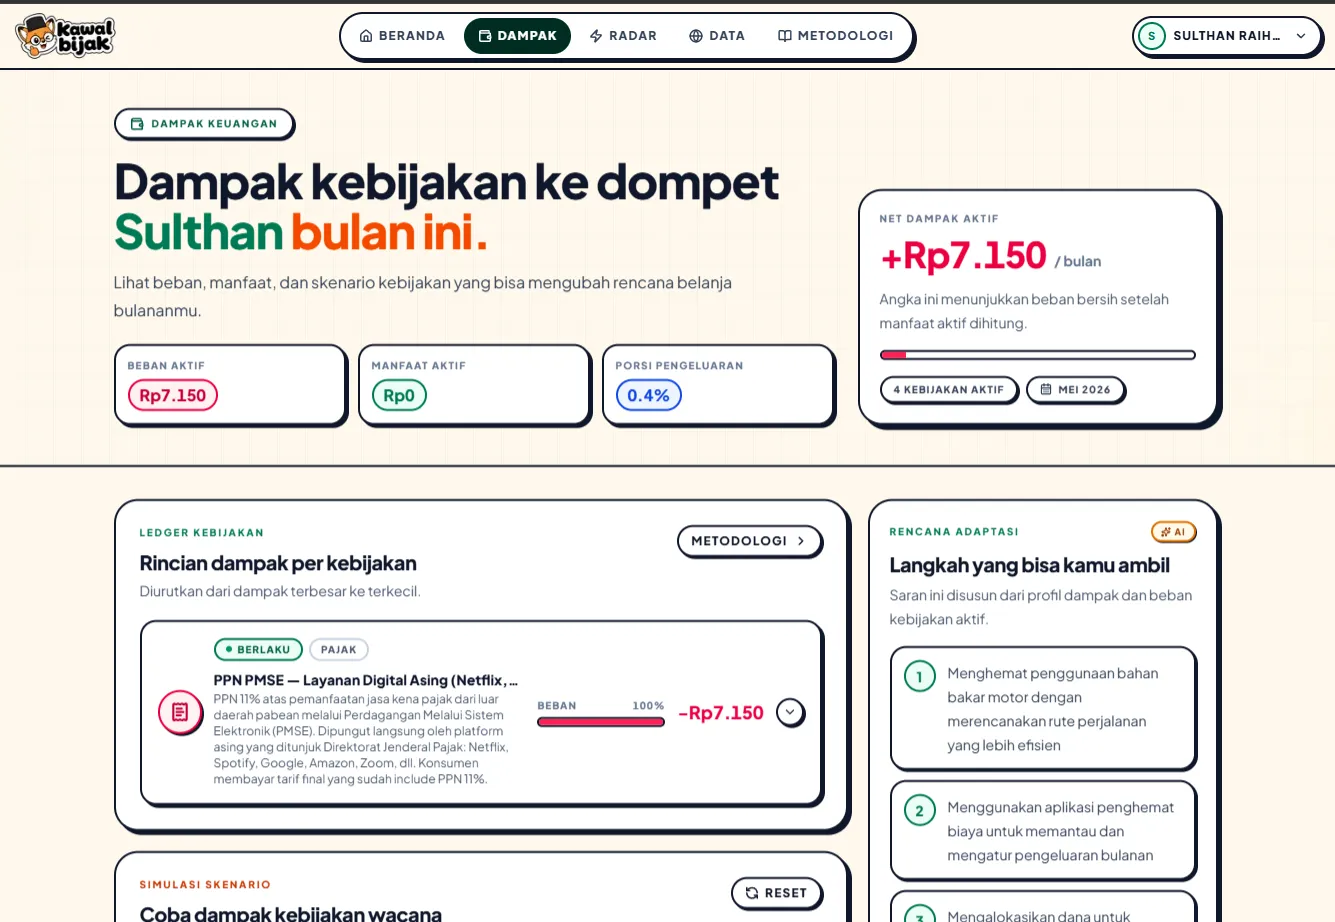 kawal
bijak
BERANDA
DAMPAK
RADAR
DATA
METODOLOGI
S
SULTHAN RAIH...
DAMPAK KEUANGAN
Dampak kebijakan ke dompet
Sulthan bulan ini.
Lihat beban, manfaat, dan skenario kebijakan yang bisa mengubah rencana belanja
bulananmu.
BEBAN AKTIF
Rp7.150
MANFAAT AKTIF
Rp0
PORSI PENGELUARAN
0.4%
NET DAMPAK AKTIF
+Rp7.150 / bulan
Angka ini menunjukkan beban bersih setelah
manfaat aktif dihitung.
4 KEBIJAKAN AKTIF
MEI 2026
LEDGER KEBIJAKAN
Rincian dampak per kebijakan
Diurutkan dari dampak terbesar ke terkecil.
METODOLOGI
BERLAKU
PAJAK
PPN PMSE — Layanan Digital Asing (Netflix,...
PPN 11% atas pemanfaatan jasa kena pajak dari luar
daerah pabean melalui Perdagangan Melalui Sistem
Elektronik (PMSE). Dipungut langsung oleh platform
asing yang ditunjuk Direktorat Jenderal Pajak: Netflix,
Spotify, Google, Amazon, Zoom, dll. Konsumen
membayar tarif final yang sudah include PPN 11%.
BEBAN 100%
-Rp7.150
SIMULASI SKENARIO
Coba dampak kebijakan wacana
RESET
RENCANA ADAPTASI
AI
Langkah yang bisa kamu ambil
Saran ini disusun dari profil dampak dan beban
kebijakan aktif.
1
Menghemat penggunaan bahan
bakar motor dengan
merencanakan rute perjalanan
yang lebih efisien
2
Menggunakan aplikasi penghemat
biaya untuk memantau dan
mengatur pengeluaran bulanan
3
Mengalokasikan dana untuk